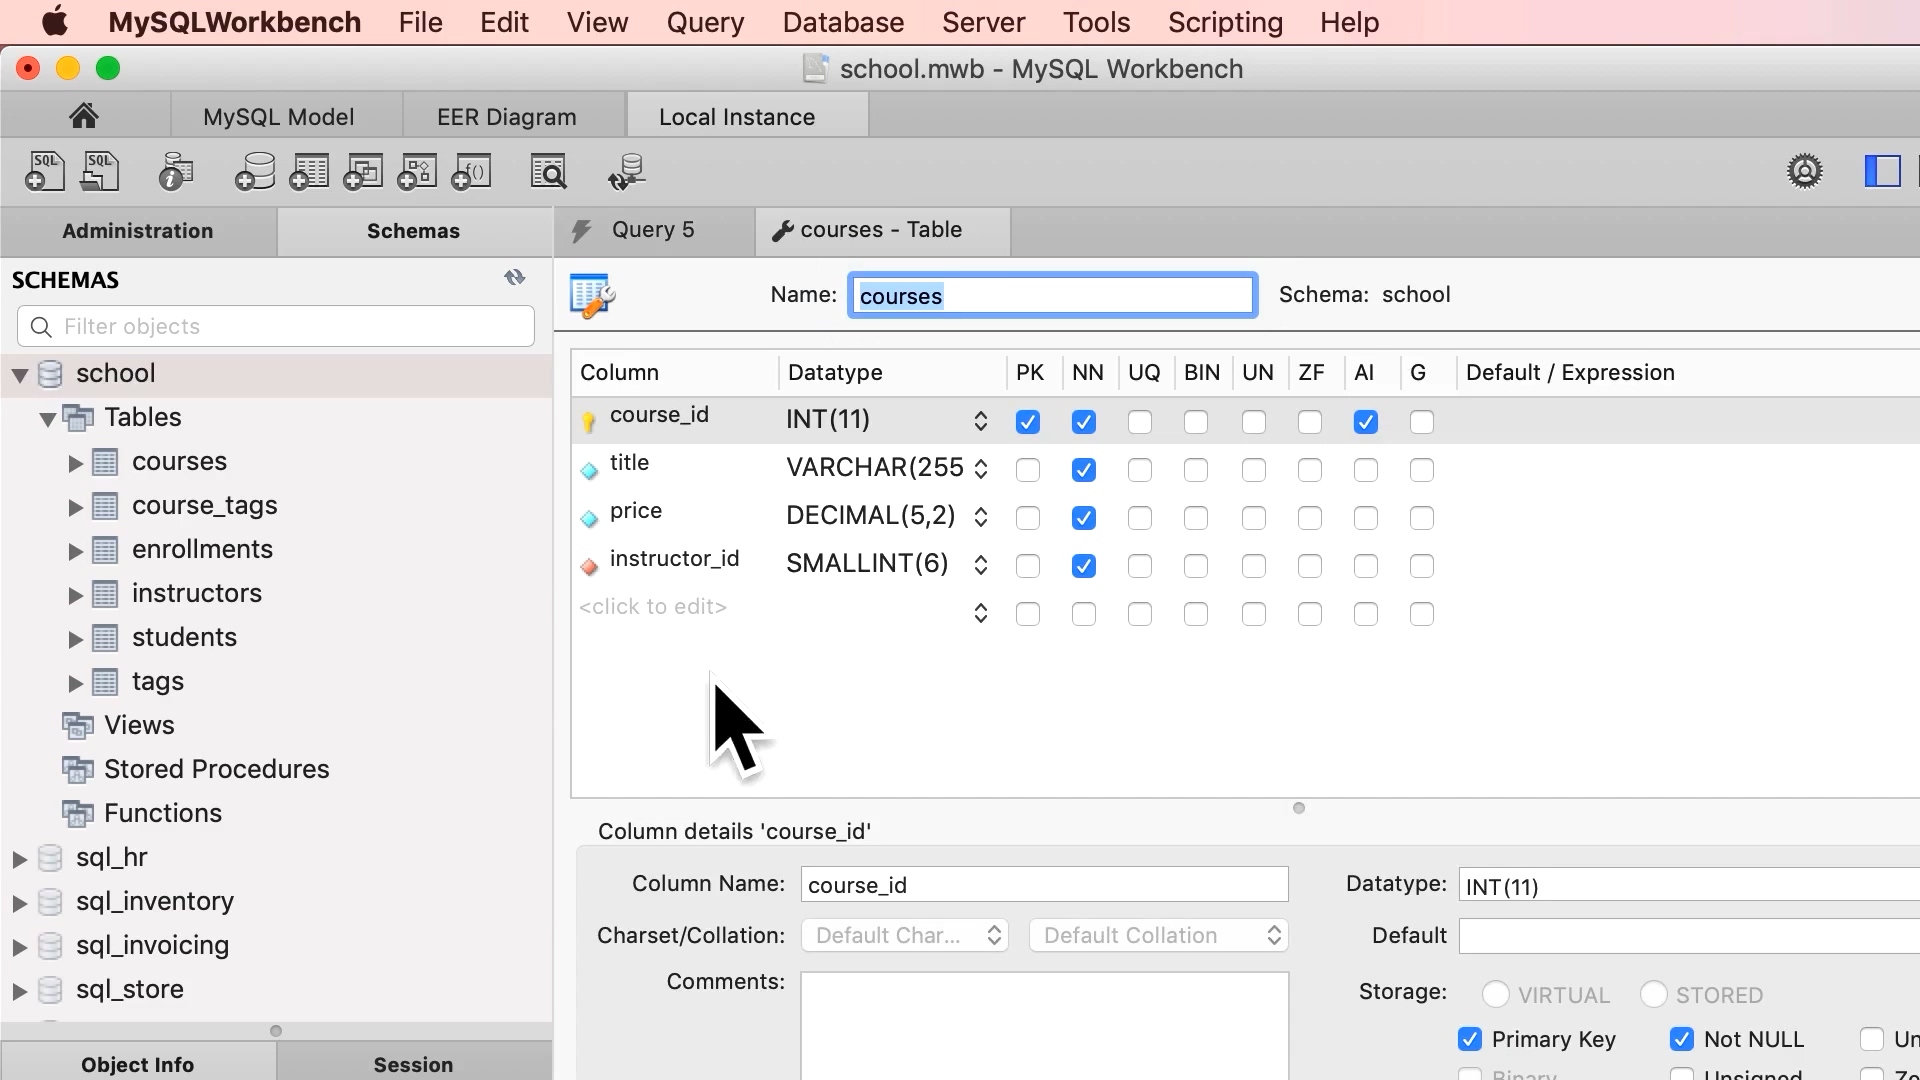 MySQLWorkbench File Edit View Query Database Server Tools Scripting Help
school.mwb - MySQL Workbench
MySQL Model EER Diagram Local Instance
SQL SQL i f()
Administration Schemas Query 5 courses - Table
SCHEMAS
Name: courses Schema: school
Filter objects
Column Datatype PK NN UQ BIN UN ZF AI G Default / Expression
school
course_id INT(11)
Tables
title VARCHAR(255
courses
price DECIMAL(5,2)
course_tags
instructor_id SMALLINT(6)
enrollments
<click to edit>
instructors
students
tags
Views
Stored Procedures
Functions
Column details 'course_id'
sql_hr
Column Name: course_id Datatype: INT(11)
sql_inventory
Charset/Collation: Default Char... Default Collation Default
sql_invoicing
Comments:
sql_store
Storage: VIRTUAL STORED
Primary Key Not NULL Un
Object Info Session
Binary Unsigned Ze